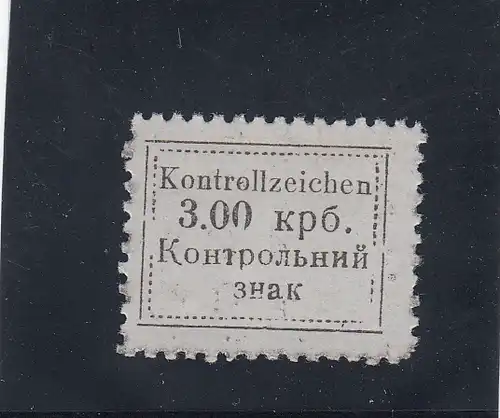 Kontrollzeichen
3.00 крб.
Контрольний
знак